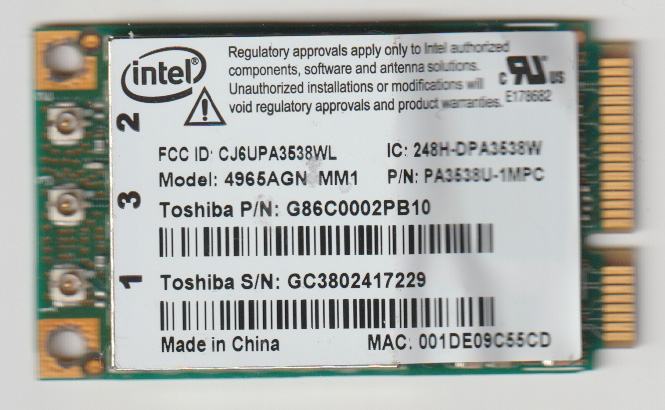 intel®
Regulatory approvals apply only to Intel authorized
components, software and antenna solutions.
Unauthorized installations or modifications will
void regulatory approvals and product warranties.
c RU US
E178682
FCC ID: CJ6UPA3538WL IC: 248H-DPA3538W
Model: 4965AGN MM1 P/N: PA3538U-1MPC
Toshiba P/N: G86C0002PB10
Toshiba S/N: GC3802417229
Made in China MAC: 001DE09C55CD
2
3
1